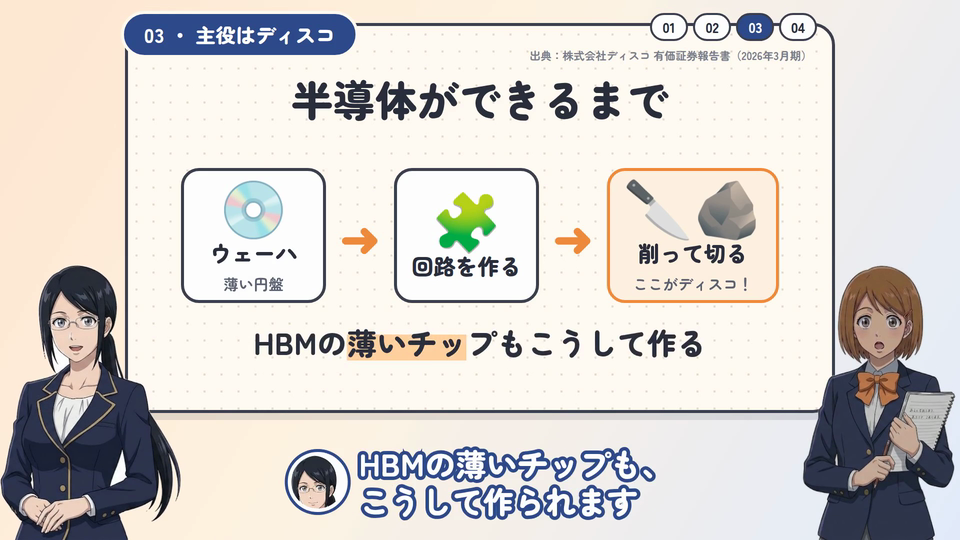 03 ・ 主役はディスコ
01 02 03 04
出典：株式会社ディスコ 有価証券報告書（2026年3月期）
半導体ができるまで
ウェーハ
薄い円盤
回路を作る
削って切る
ここがディスコ！
HBMの薄いチップもこうして作る
HBMの薄いチップも、
こうして作られます